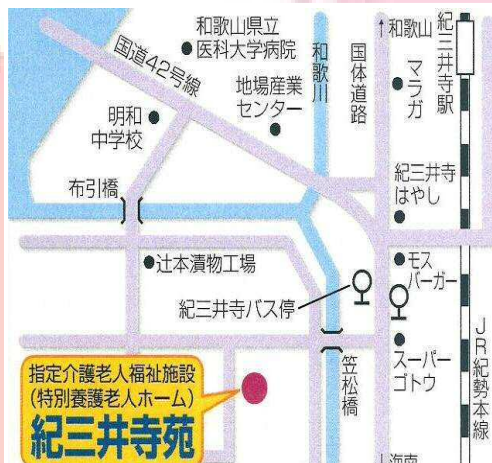 和歌山県立
医科大学病院
国道42号線
地場産業
センター
和歌川
国体道路
↑和歌山
紀三井寺駅
マラガ
明和
中学校
紀三井寺
はやし
布引橋
辻本漬物工場
モス
バーガー
紀三井寺バス停
スーパー
ゴトウ
笠松橋
JR紀勢本線
指定介護老人福祉施設
(特別養護老人ホーム)
紀三井寺苑
↓海南